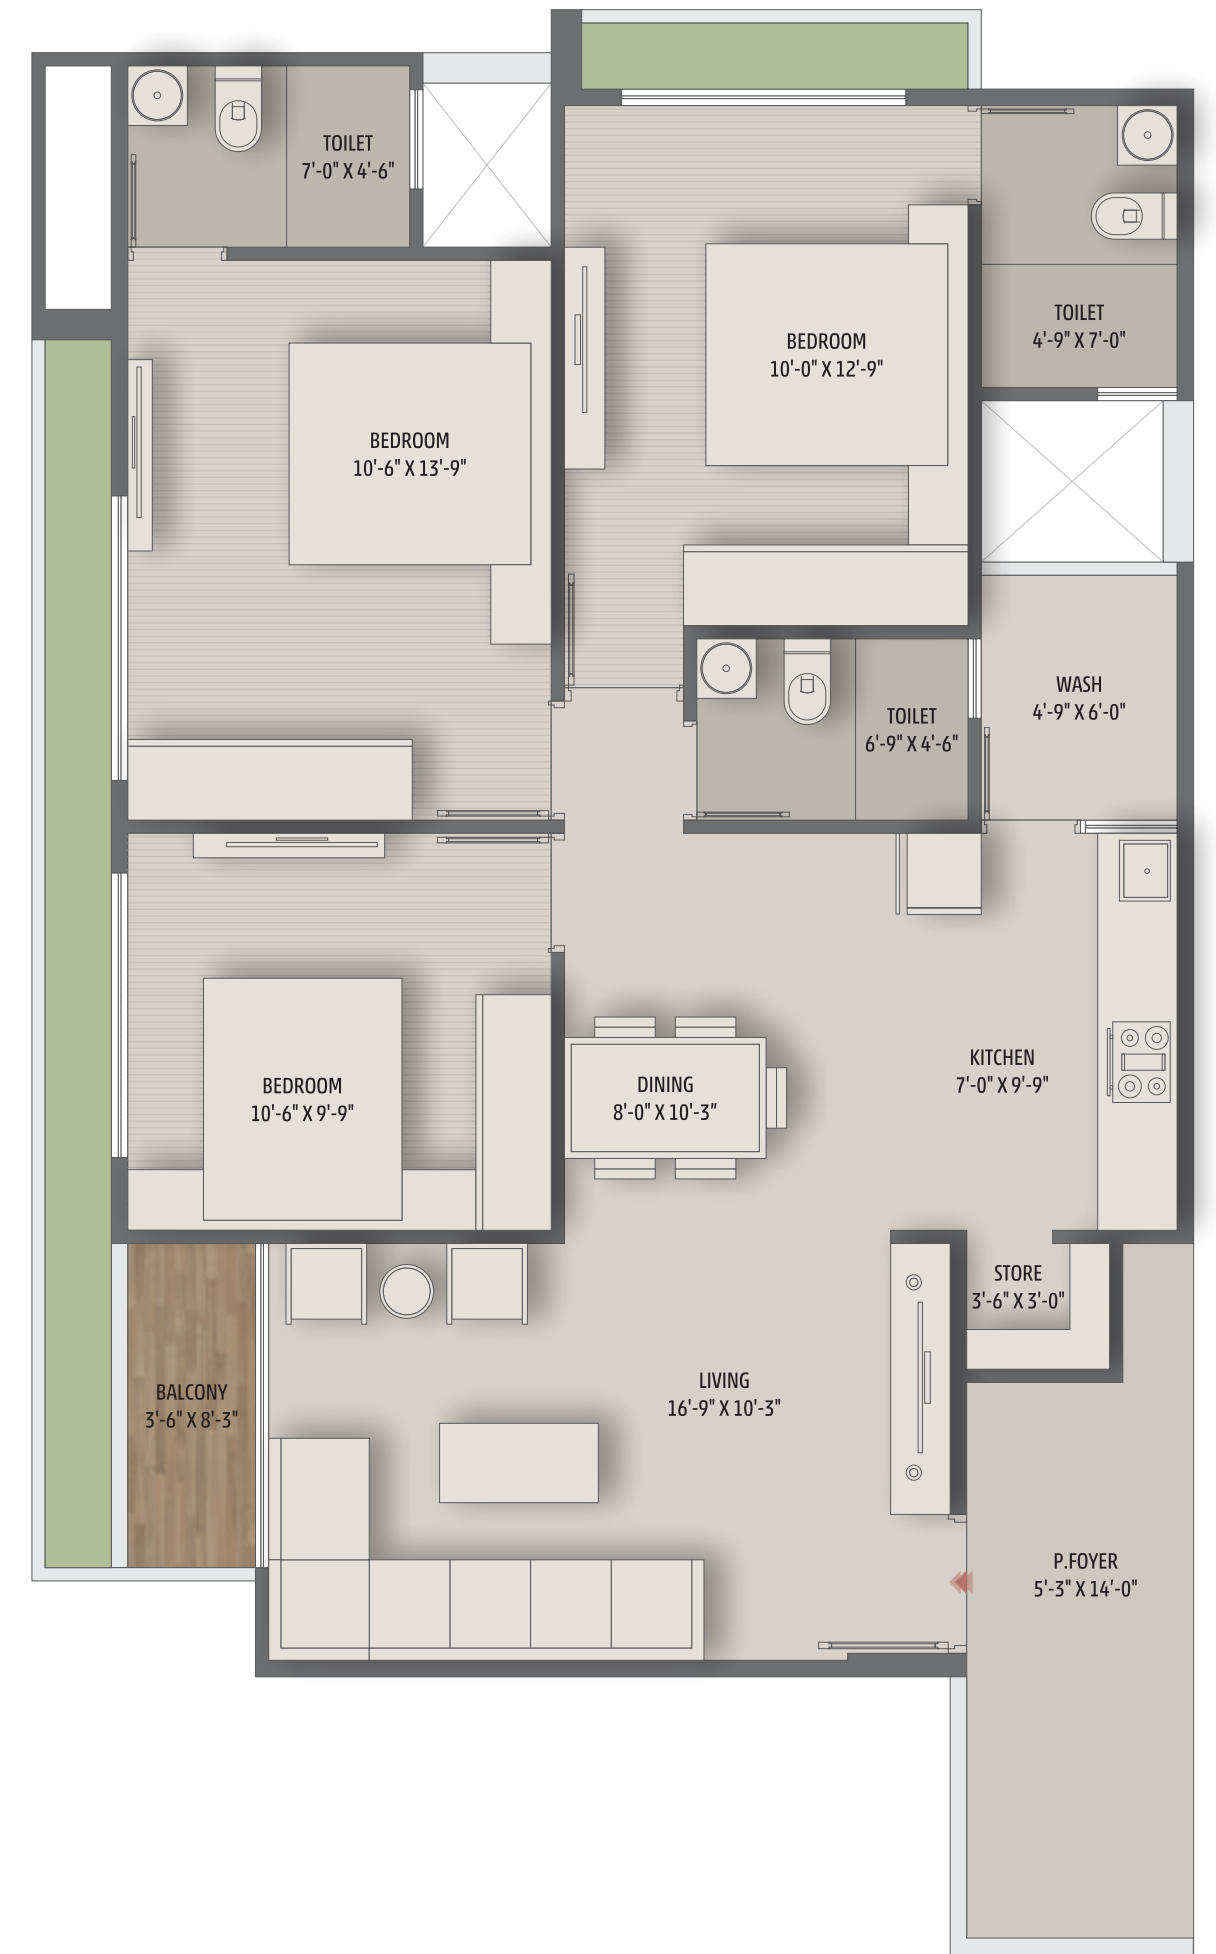 TOILET
7'-0" X 4'-6"
TOILET
4'-9" X 7'-0"
BEDROOM
10'-0" X 12'-9"
BEDROOM
10'-6" X 13'-9"
WASH
4'-9" X 6'-0"
TOILET
6'-9" X 4'-6"
KITCHEN
7'-0" X 9'-9"
DINING
8'-0" X 10'-3”
BEDROOM
10'-6" X 9'-9"
STORE
3'-6" X 3'-0"
LIVING
16'-9" X 10'-3"
BALCONY
3'-6" X 8'-3"
P.FOYER
5'-3" X 14’-0"